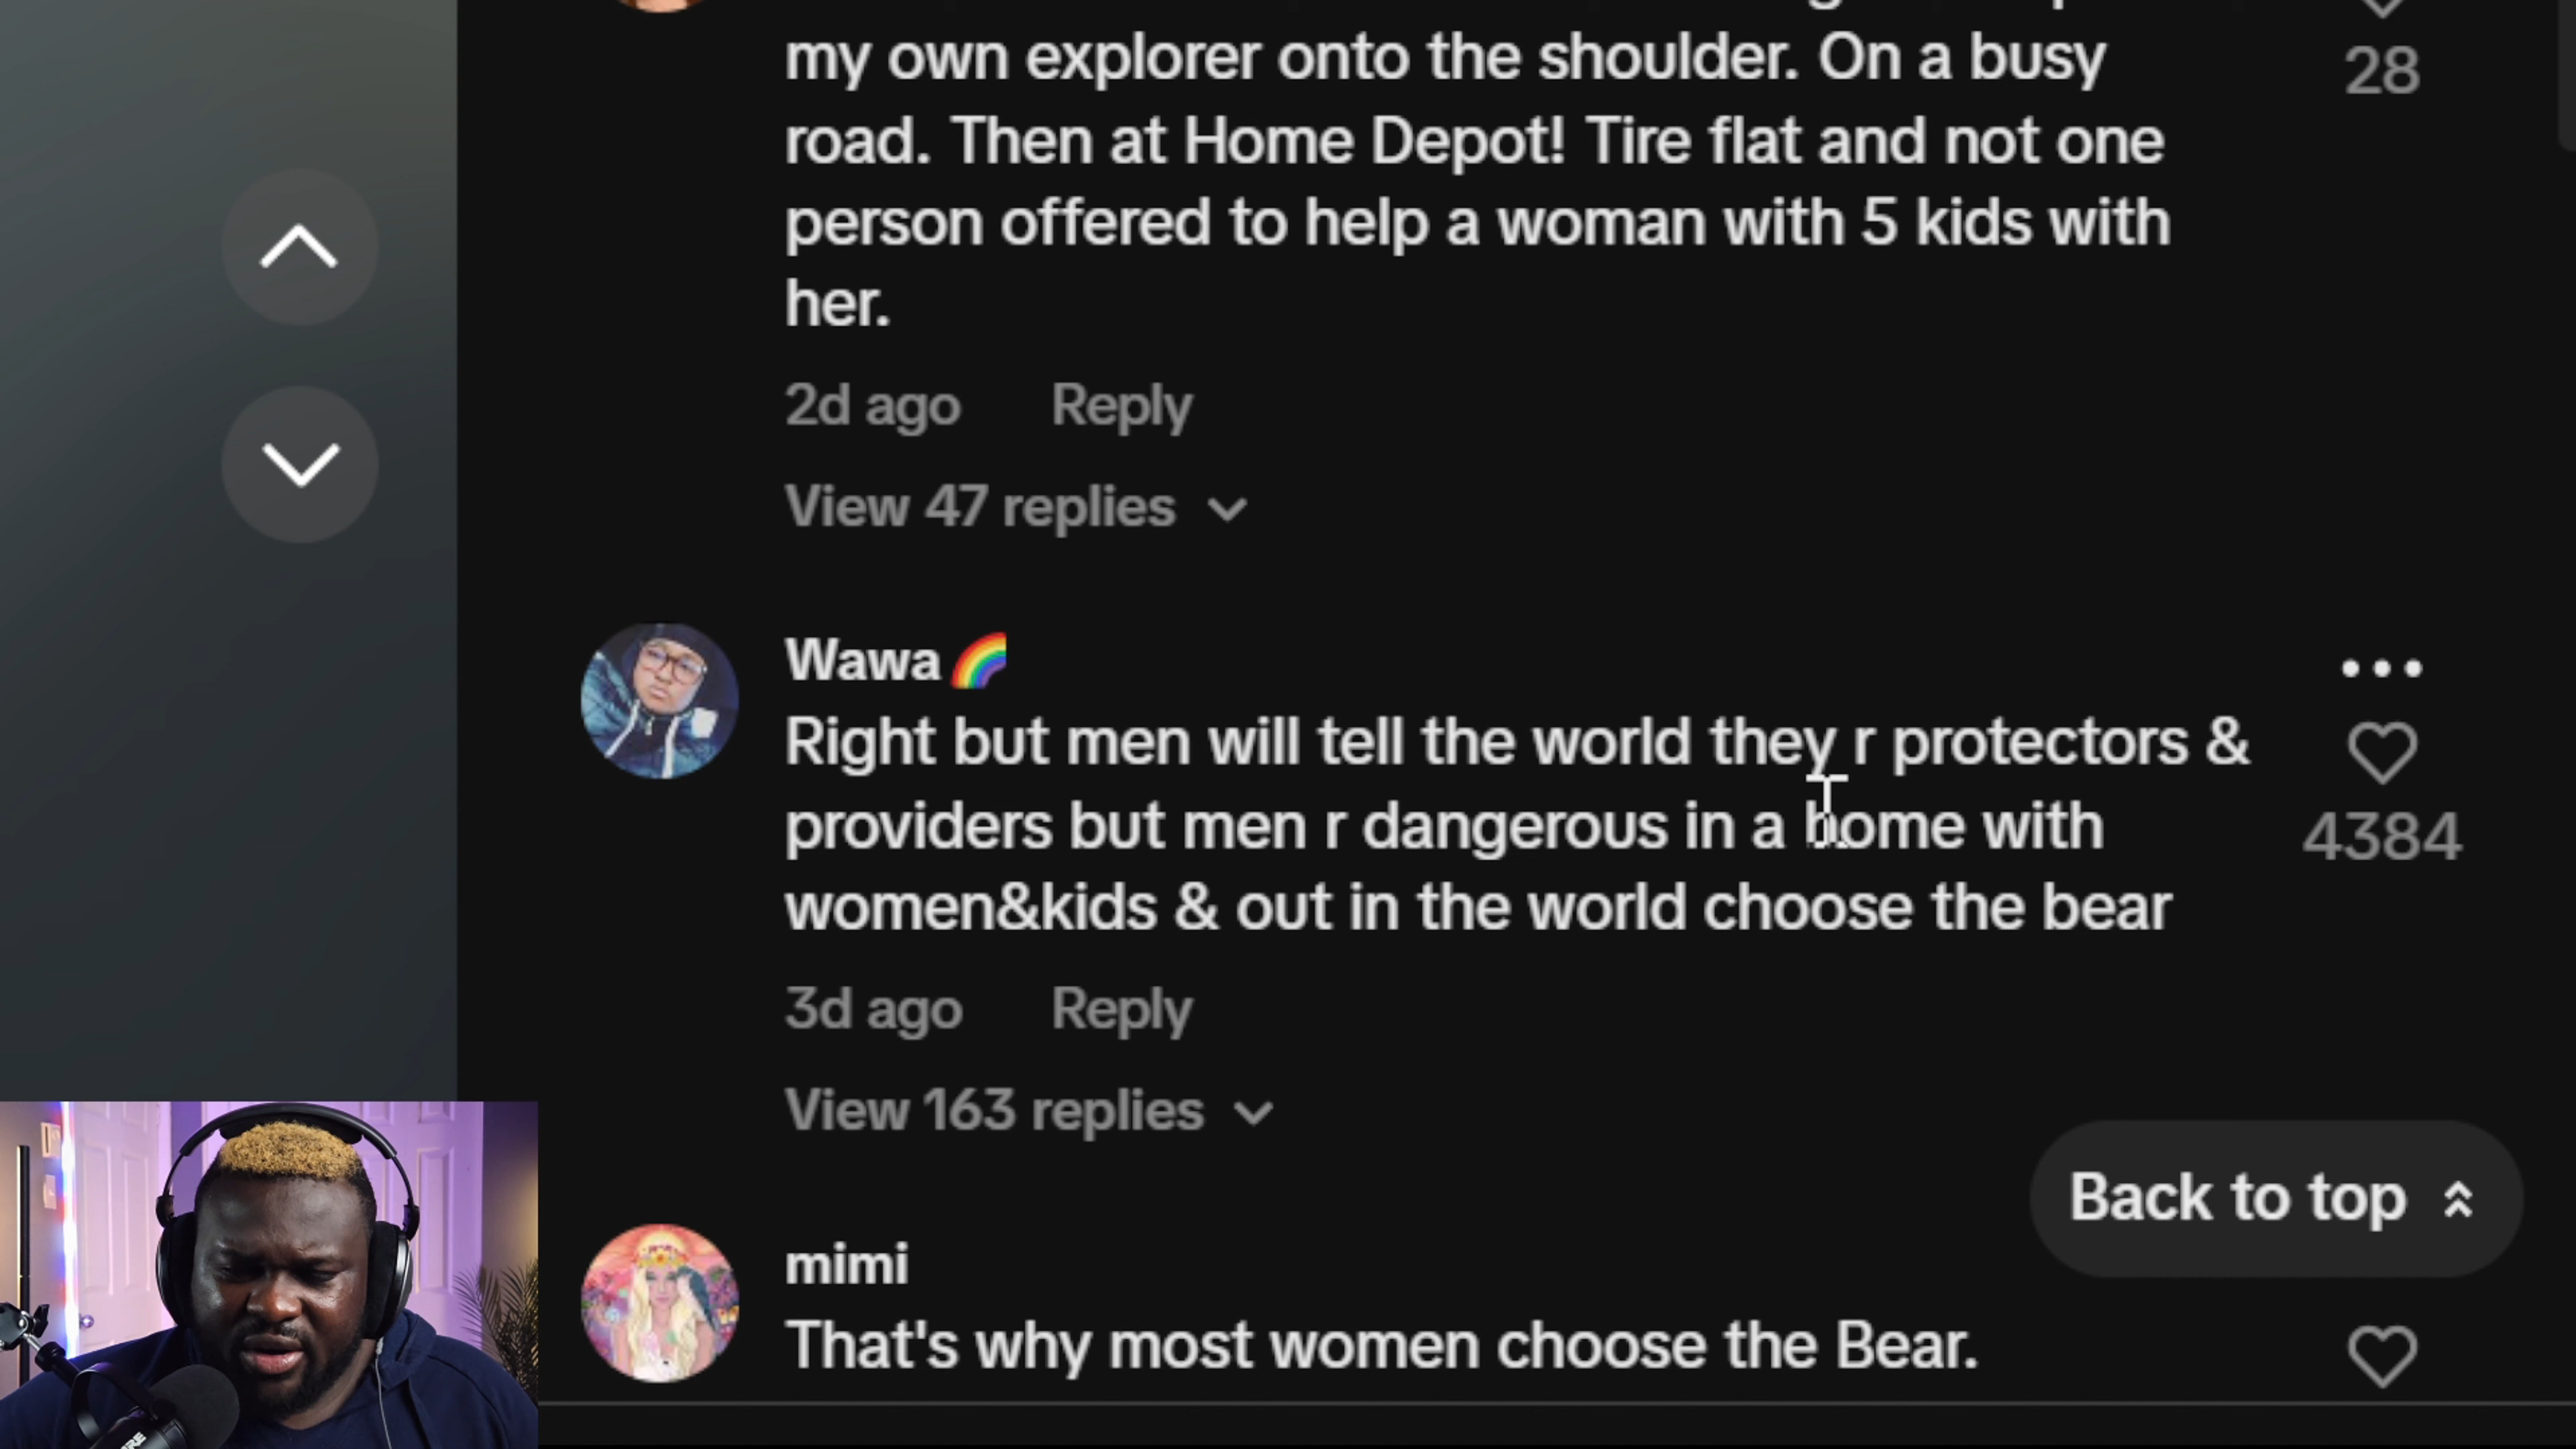 my own explorer onto the shoulder. On a busy
28
road. Then at Home Depot! Tire flat and not one
person offered to help a woman with 5 kids with
her.
2d ago Reply
View 47 replies
Wawa🌈
Right but men will tell the world they r protectors &
providers but men r dangerous in a home with
4384
women&kids & out in the world choose the bear
3d ago Reply
View 163 replies
Back to top
mimi
That's why most women choose the Bear.